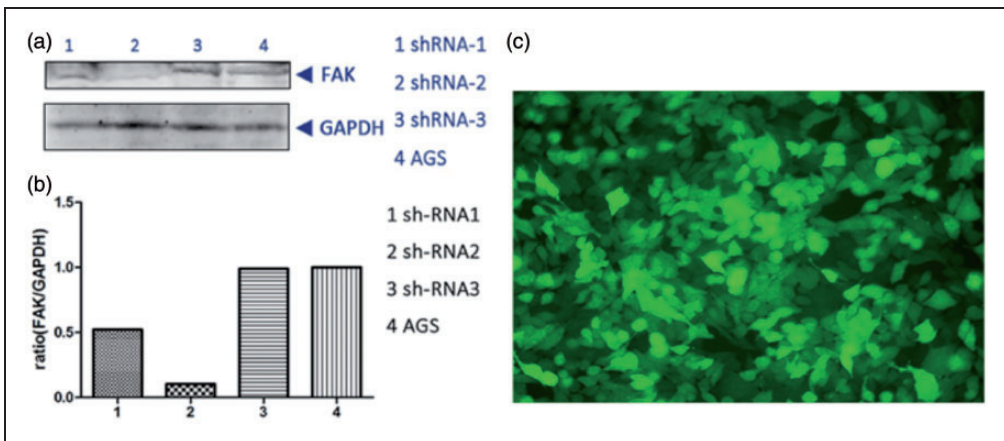 (a)
1 2 3 4
FAK
GAPDH
1 shRNA-1
2 shRNA-2
3 shRNA-3
4 AGS
(b)
ratio(FAK/GAPDH)
1.5
1.0
0.5
0.0
1 2 3 4
1 sh-RNA1
2 sh-RNA2
3 sh-RNA3
4 AGS
(c)